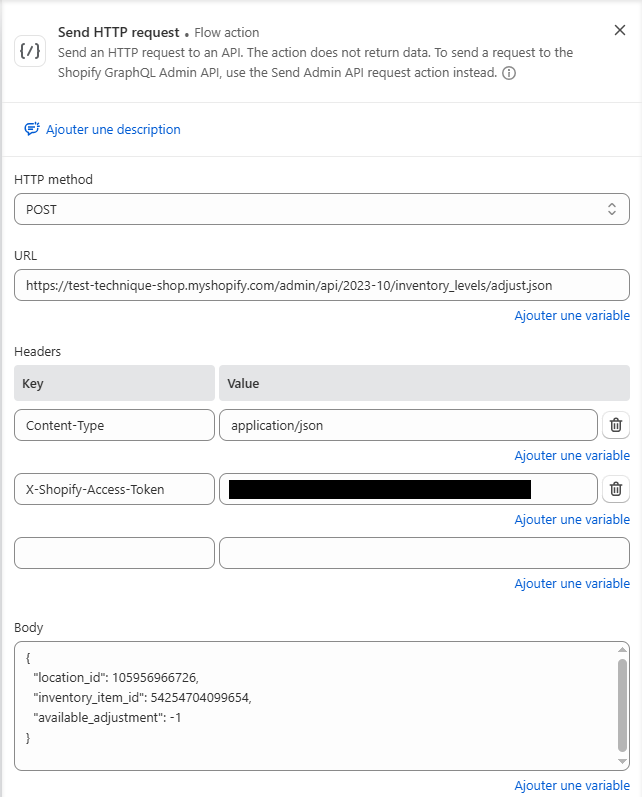 Send HTTP request • Flow action
Send an HTTP request to an API. The action does not return data. To send a request to the
Shopify GraphQL Admin API, use the Send Admin API request action instead.
Ajouter une description
HTTP method
POST
URL
https://test-technique-shop.myshopify.com/admin/api/2023-10/inventory_levels/adjust.json
Ajouter une variable
Headers
Key Value
Content-Type application/json
Ajouter une variable
X-Shopify-Access-Token
Ajouter une variable
Ajouter une variable
Body
{
"location_id": 105956966726,
"inventory_item_id": 54254704099654,
"available_adjustment": -1
}
Ajouter une variable